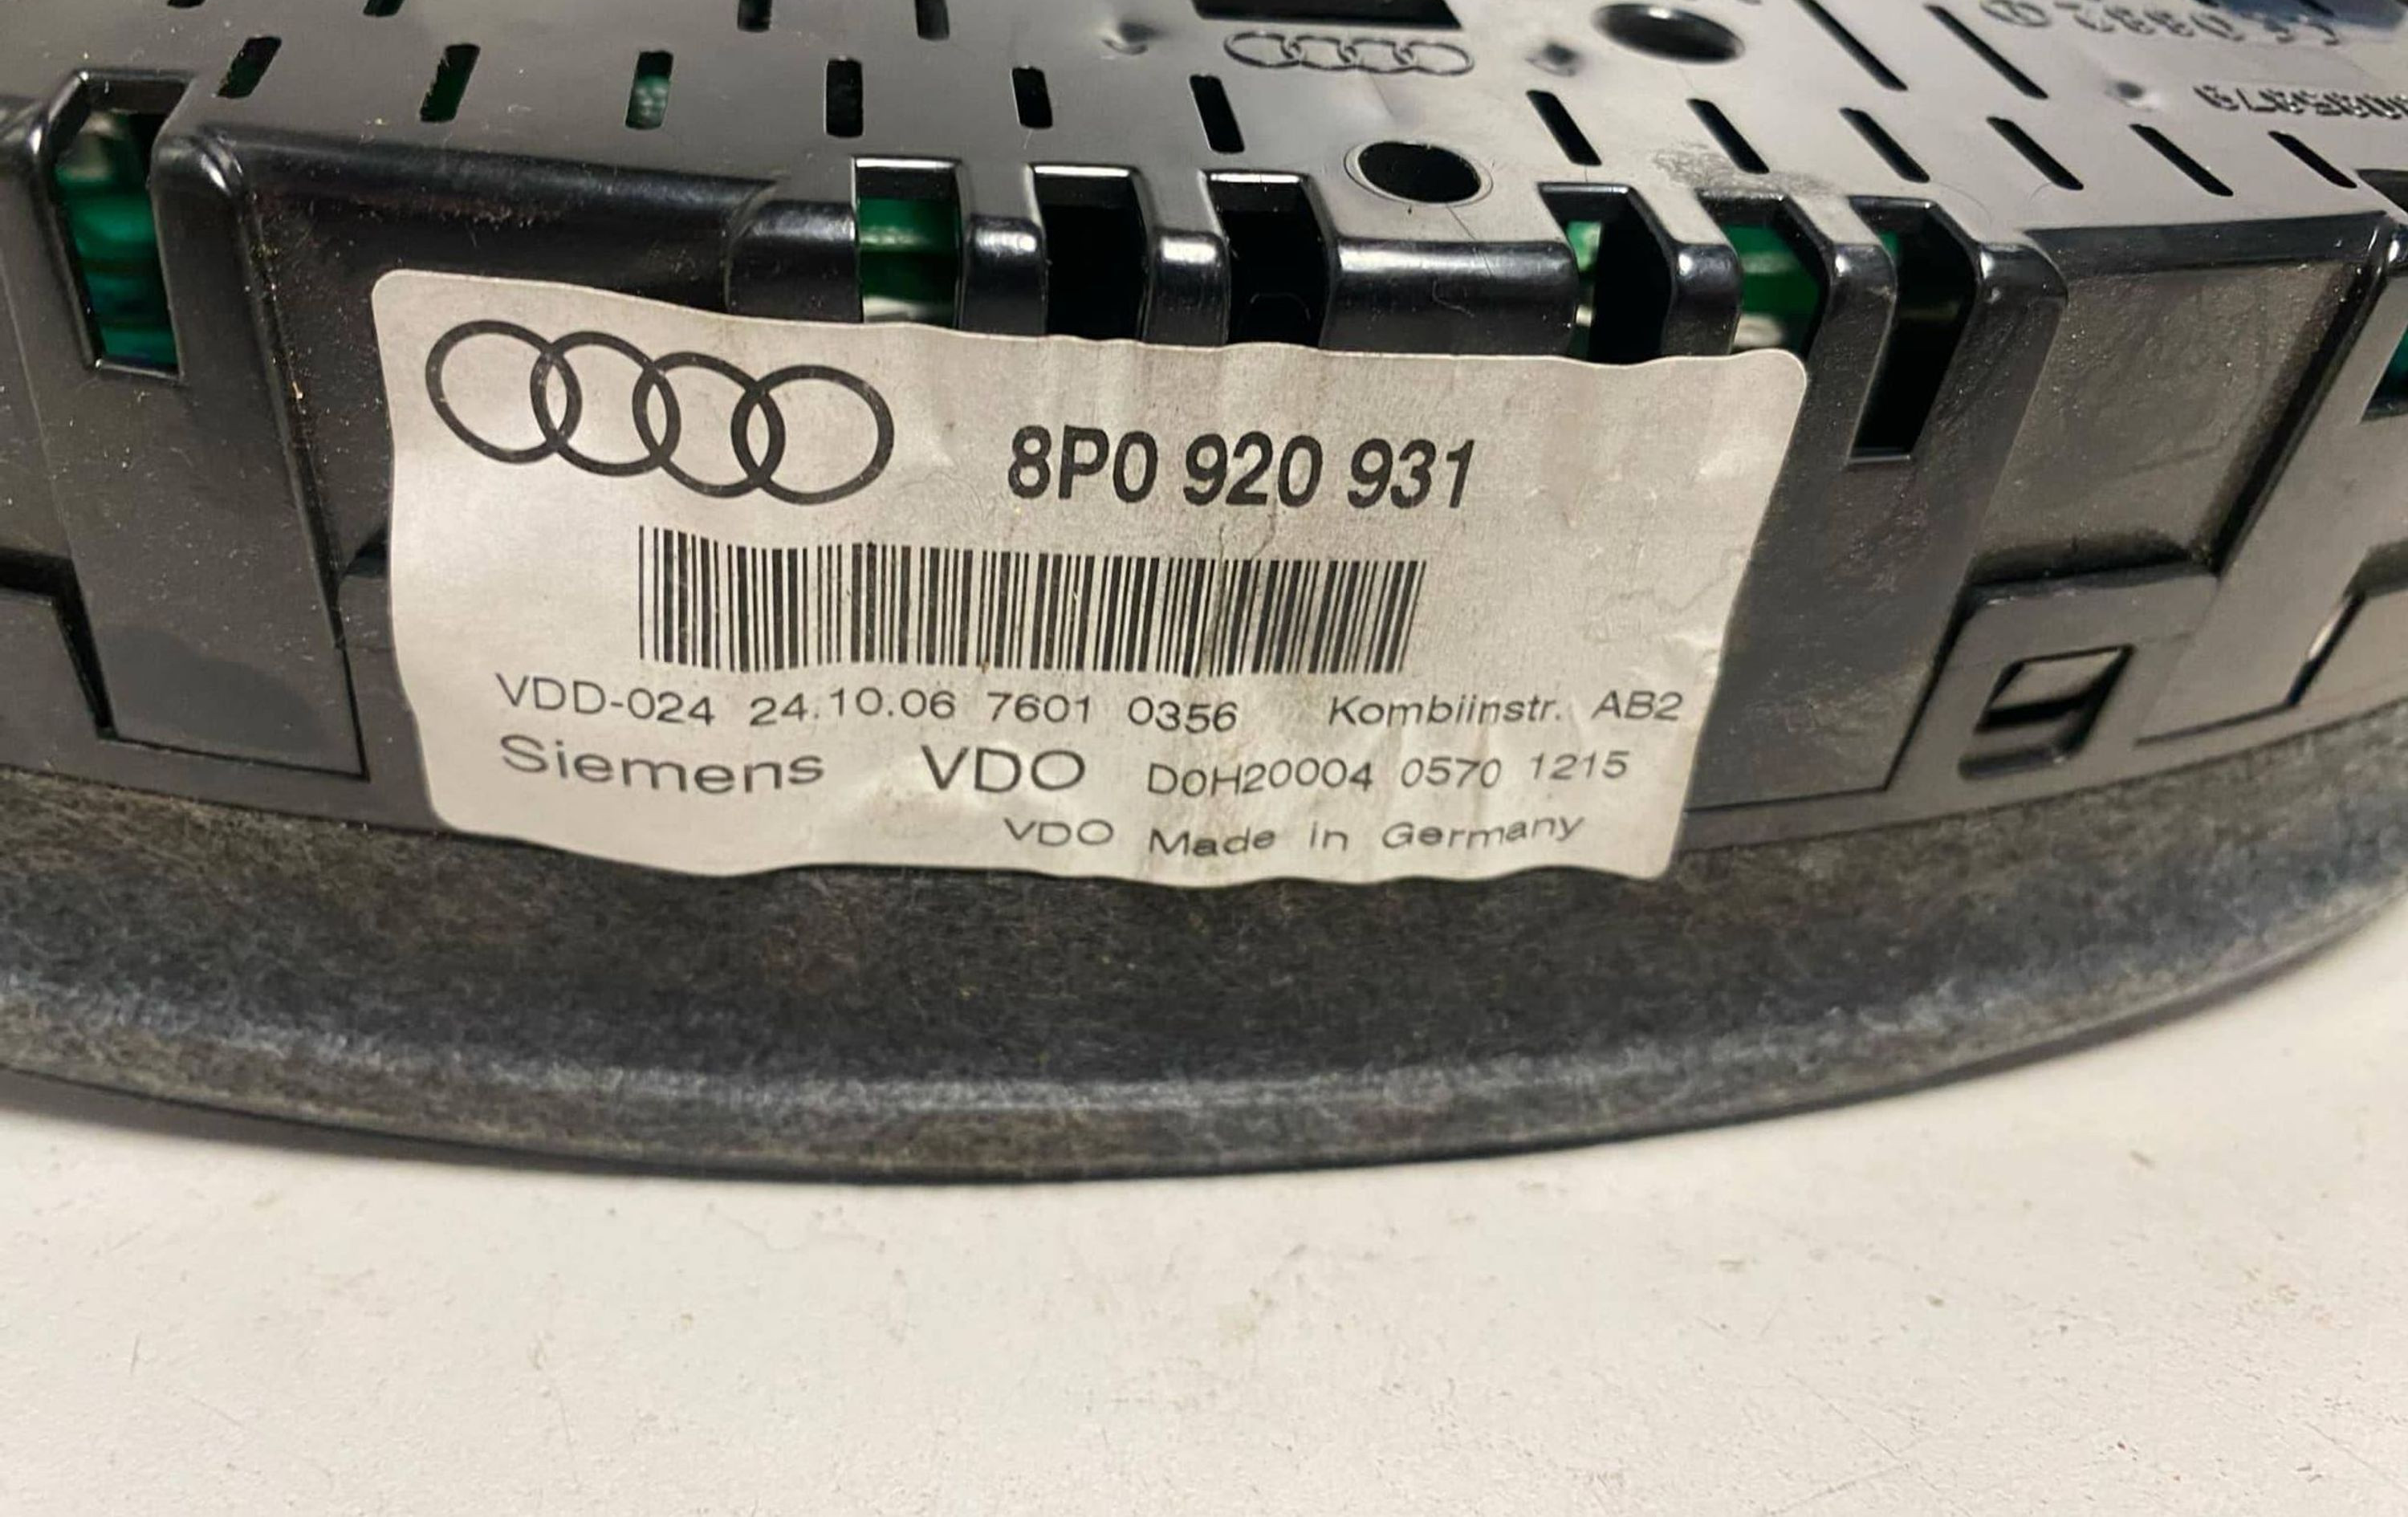 8P0 920 931
VDD-024 24.10.06 7601 0356 Kombiinstr. AB2
Siemens VDO D0H20004 0570 1215
VDO Made in Germany